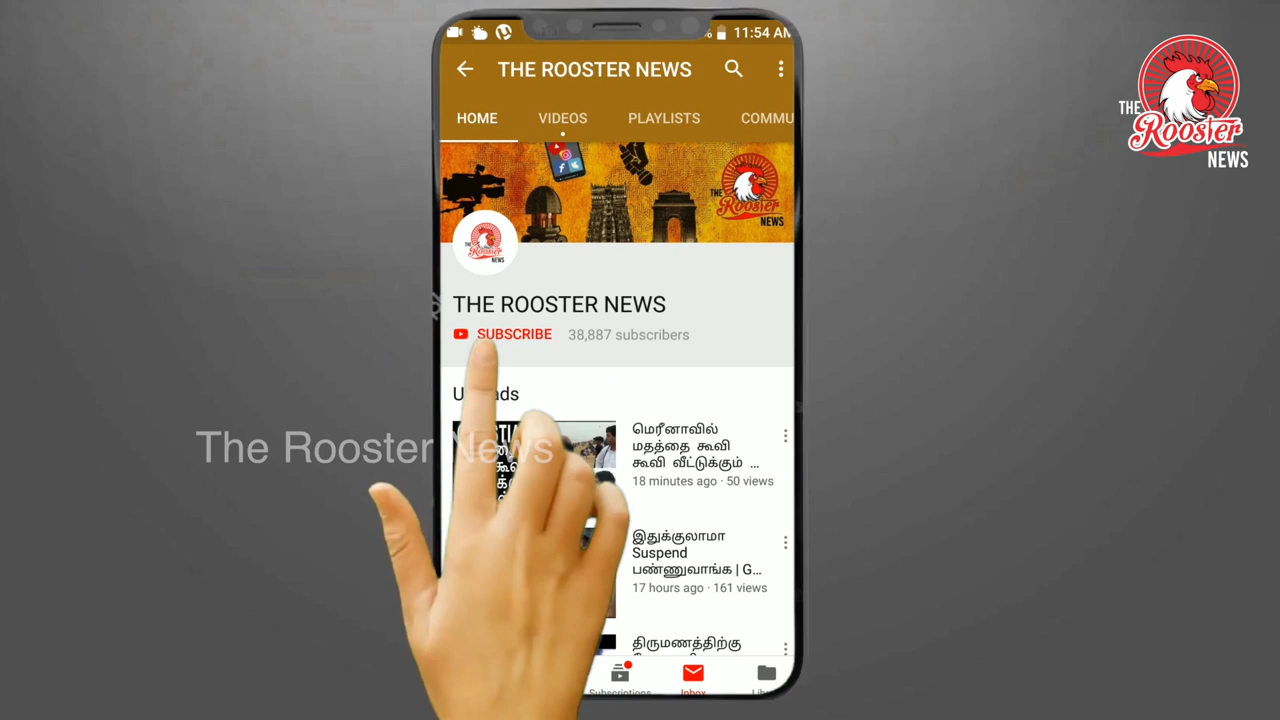 11:54 AM
THE ROOSTER NEWS
HOME VIDEOS PLAYLISTS COMMU
THE
Rooster
NEWS
THE
Rooster
NEWS
THE ROOSTER NEWS
SUBSCRIBE 38,887 subscribers
மெரீனாவில்
மதத்தை கூவி
கூவி வீட்டுக்கும் ...
18 minutes ago · 50 views
The Rooster News
இதுக்குலாமா
Suspend
பண்ணுவாங்க | G...
17 hours ago · 161 views
திருமணத்திற்கு
Subscriptions Inbox